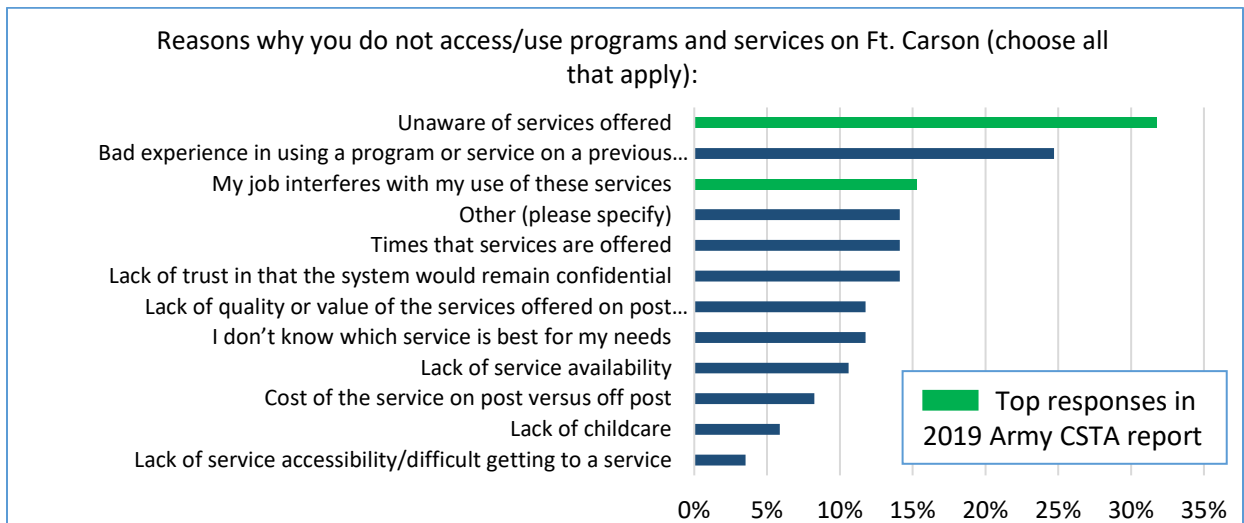 Reasons why you do not access/use programs and services on Ft. Carson (choose all
that apply):
Unaware of services offered
Bad experience in using a program or service on a previous...
My job interferes with my use of these services
Other (please specify)
Times that services are offered
Lack of trust in that the system would remain confidential
Lack of quality or value of the services offered on post...
I don’t know which service is best for my needs
Lack of service availability
Cost of the service on post versus off post
Lack of childcare
Lack of service accessibility/difficult getting to a service
Top responses in
2019 Army CSTA report
0% 5% 10% 15% 20% 25% 30% 35%